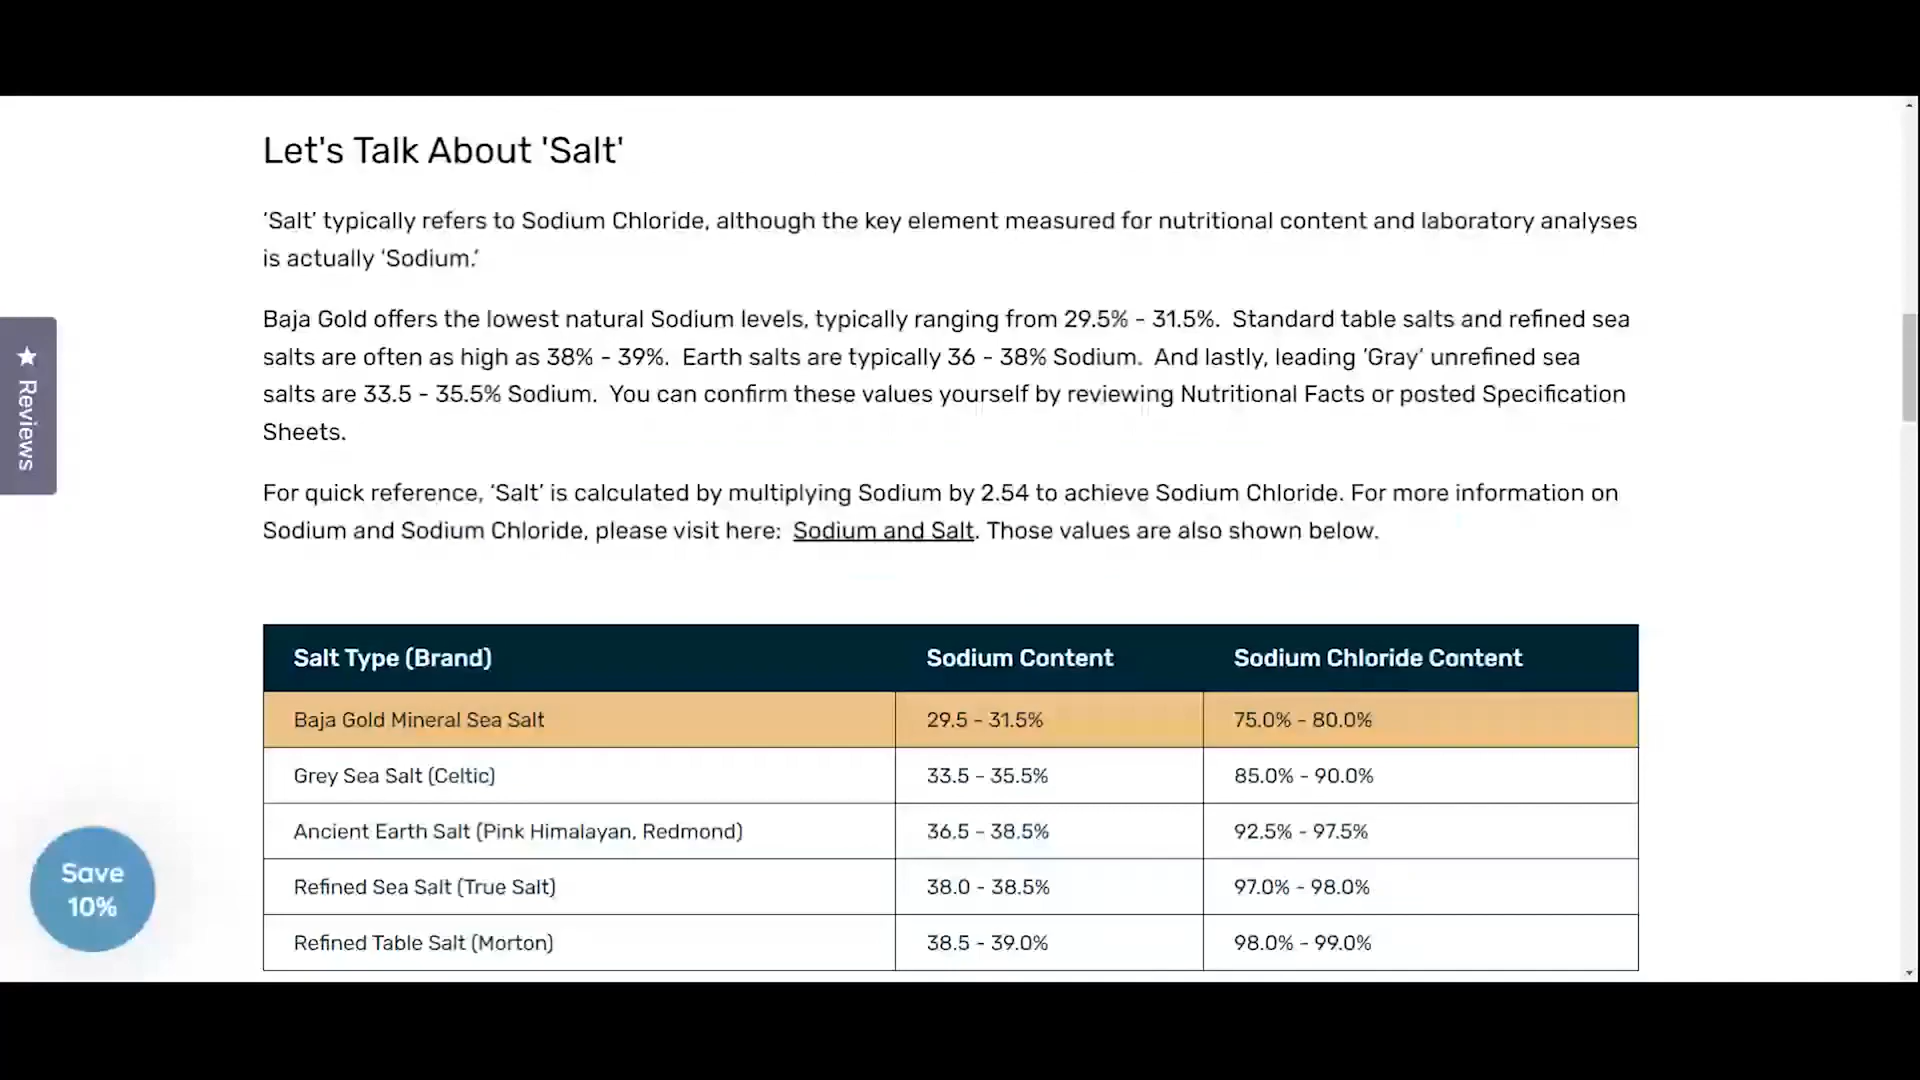 Let's Talk About 'Salt'
‘Salt’ typically refers to Sodium Chloride, although the key element measured for nutritional content and laboratory analyses
is actually ‘Sodium.’
Baja Gold offers the lowest natural Sodium levels, typically ranging from 29.5% - 31.5%. Standard table salts and refined sea
salts are often as high as 38% - 39%. Earth salts are typically 36 - 38% Sodium. And lastly, leading ‘Gray’ unrefined sea
salts are 33.5 - 35.5% Sodium. You can confirm these values yourself by reviewing Nutritional Facts or posted Specification
Sheets.
For quick reference, ‘Salt’ is calculated by multiplying Sodium by 2.54 to achieve Sodium Chloride. For more information on
Sodium and Sodium Chloride, please visit here: Sodium and Salt. Those values are also shown below.
Salt Type (Brand) Sodium Content Sodium Chloride Content
Baja Gold Mineral Sea Salt 29.5 - 31.5% 75.0% - 80.0%
Grey Sea Salt (Celtic) 33.5 - 35.5% 85.0% - 90.0%
Ancient Earth Salt (Pink Himalayan, Redmond) 36.5 - 38.5% 92.5% - 97.5%
Refined Sea Salt (True Salt) 38.0 - 38.5% 97.0% - 98.0%
Refined Table Salt (Morton) 38.5 - 39.0% 98.0% - 99.0%
★ Reviews
Save
10%